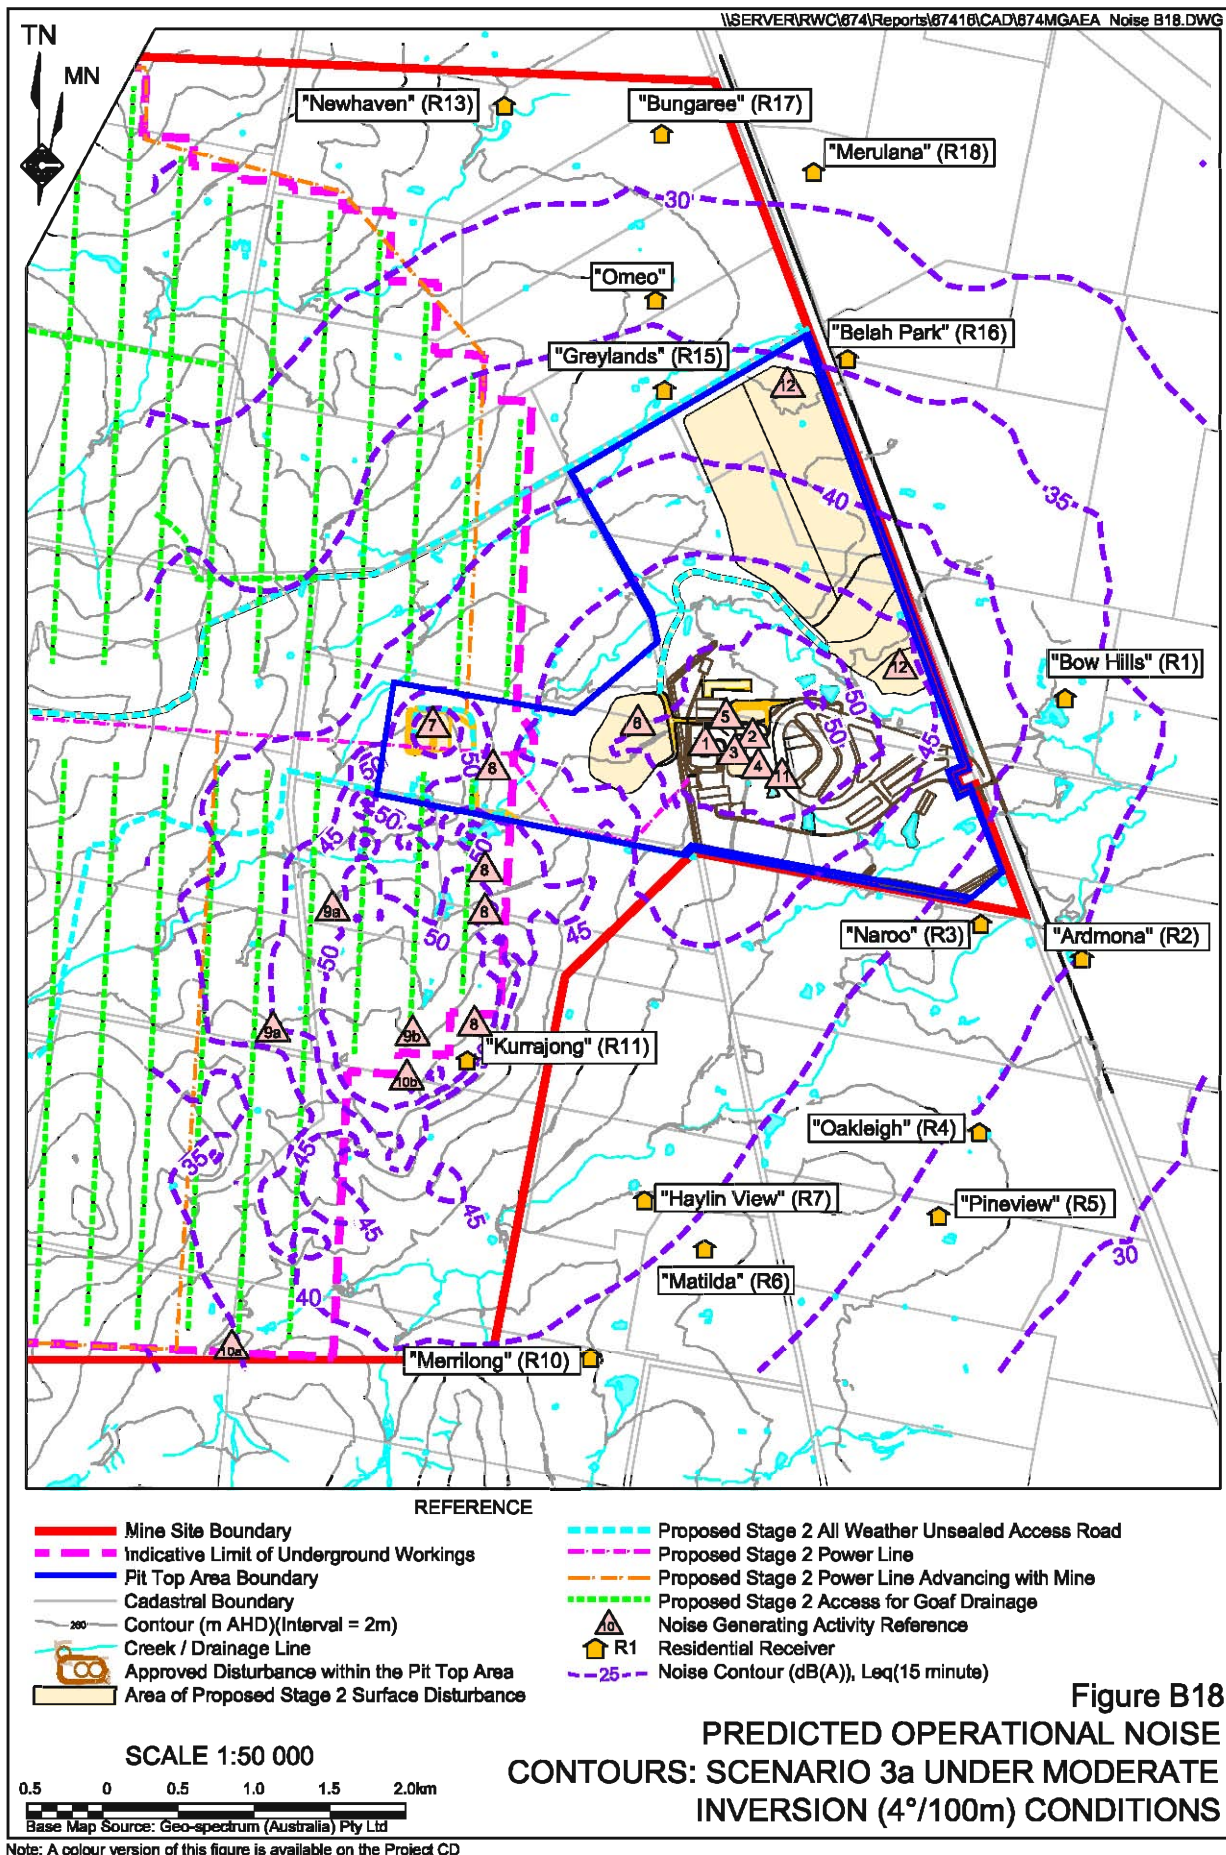 \\SERVER\RWC\674\Reports\67416\CAD\674MGAEA_Noise B18.DWG
TN
MN
"Newhaven" (R13)
"Bungaree" (R17)
"Merulana" (R18)
30
"Omeo"
"Belah Park" (R16)
"Greylands" (R15)
12
40
35
"Bow Hills" (R1)
12
50
50
45
7
8
5
1
2
3
4
11
8
50
50
50
45
50
8
9a
8
50
45
"Naroo" (R3)
"Ardmona" (R2)
50
9a
9b
8
"Kurrajong" (R11)
10b
"Oakleigh" (R4)
35
45
"Haylin View" (R7)
"Pineview" (R5)
45
45
30
"Matilda" (R6)
40
10a
"Merrilong" (R10)
REFERENCE
Mine Site Boundary
Indicative Limit of Underground Workings
Pit Top Area Boundary
Cadastral Boundary
260 Contour (m AHD)(Interval = 2m)
Creek / Drainage Line
Approved Disturbance within the Pit Top Area
Area of Proposed Stage 2 Surface Disturbance
Proposed Stage 2 All Weather Unsealed Access Road
Proposed Stage 2 Power Line
Proposed Stage 2 Power Line Advancing with Mine
Proposed Stage 2 Access for Goaf Drainage
10 Noise Generating Activity Reference
R1 Residential Receiver
25 Noise Contour (dB(A)), Leq(15 minute)
Figure B18
PREDICTED OPERATIONAL NOISE
CONTOURS: SCENARIO 3a UNDER MODERATE
INVERSION (4°/100m) CONDITIONS
SCALE 1:50 000
0.5 0 0.5 1.0 1.5 2.0km
Base Map Source: Geo-spectrum (Australia) Pty Ltd
Note: A colour version of this figure is available on the Project CD